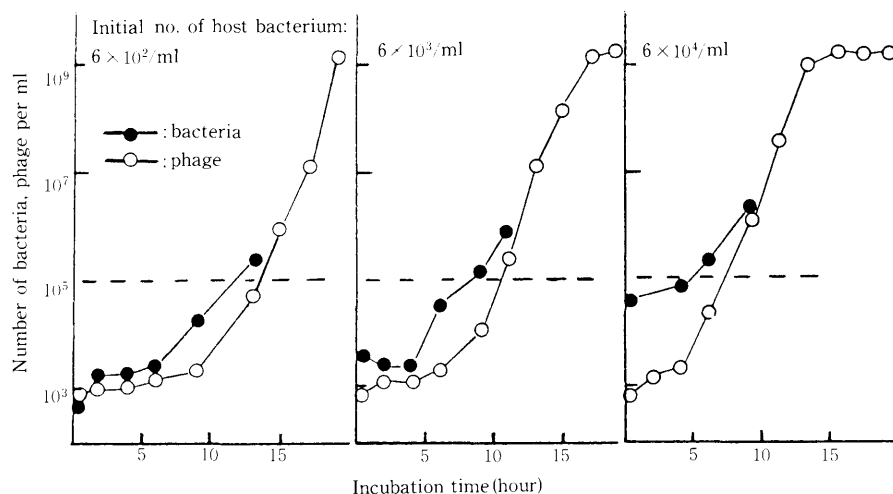 Initial no. of host bacterium:
6×10²/ml
6×10³/ml
6×10⁴/ml
● : bacteria
○ : phage
Number of bacteria, phage per ml
10⁹
10⁷
10⁵
10³
5 10 15
5 10 15
5 10 15
Incubation time (hour)